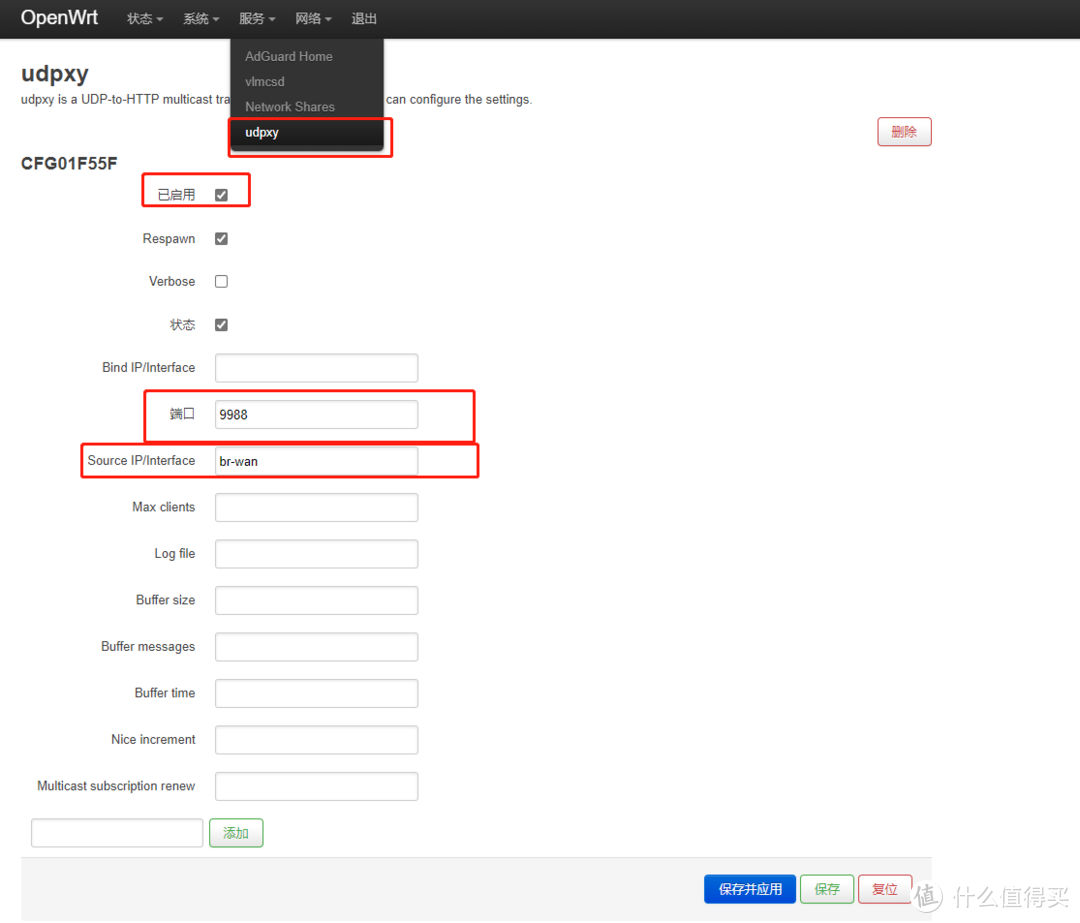 OpenWrt 状态 系统 服务 网络 退出
AdGuard Home
vlmcsd
Network Shares
udpxy
udpxy
udpxy is a UDP-to-HTTP multicast tra can configure the settings.
删除
CFG01F55F
已启用
Respawn
Verbose
状态
Bind IP/Interface
端口 9988
Source IP/Interface br-wan
Max clients
Log file
Buffer size
Buffer messages
Buffer time
Nice increment
Multicast subscription renew
添加
保存并应用 保存 复位
值 什么值得买